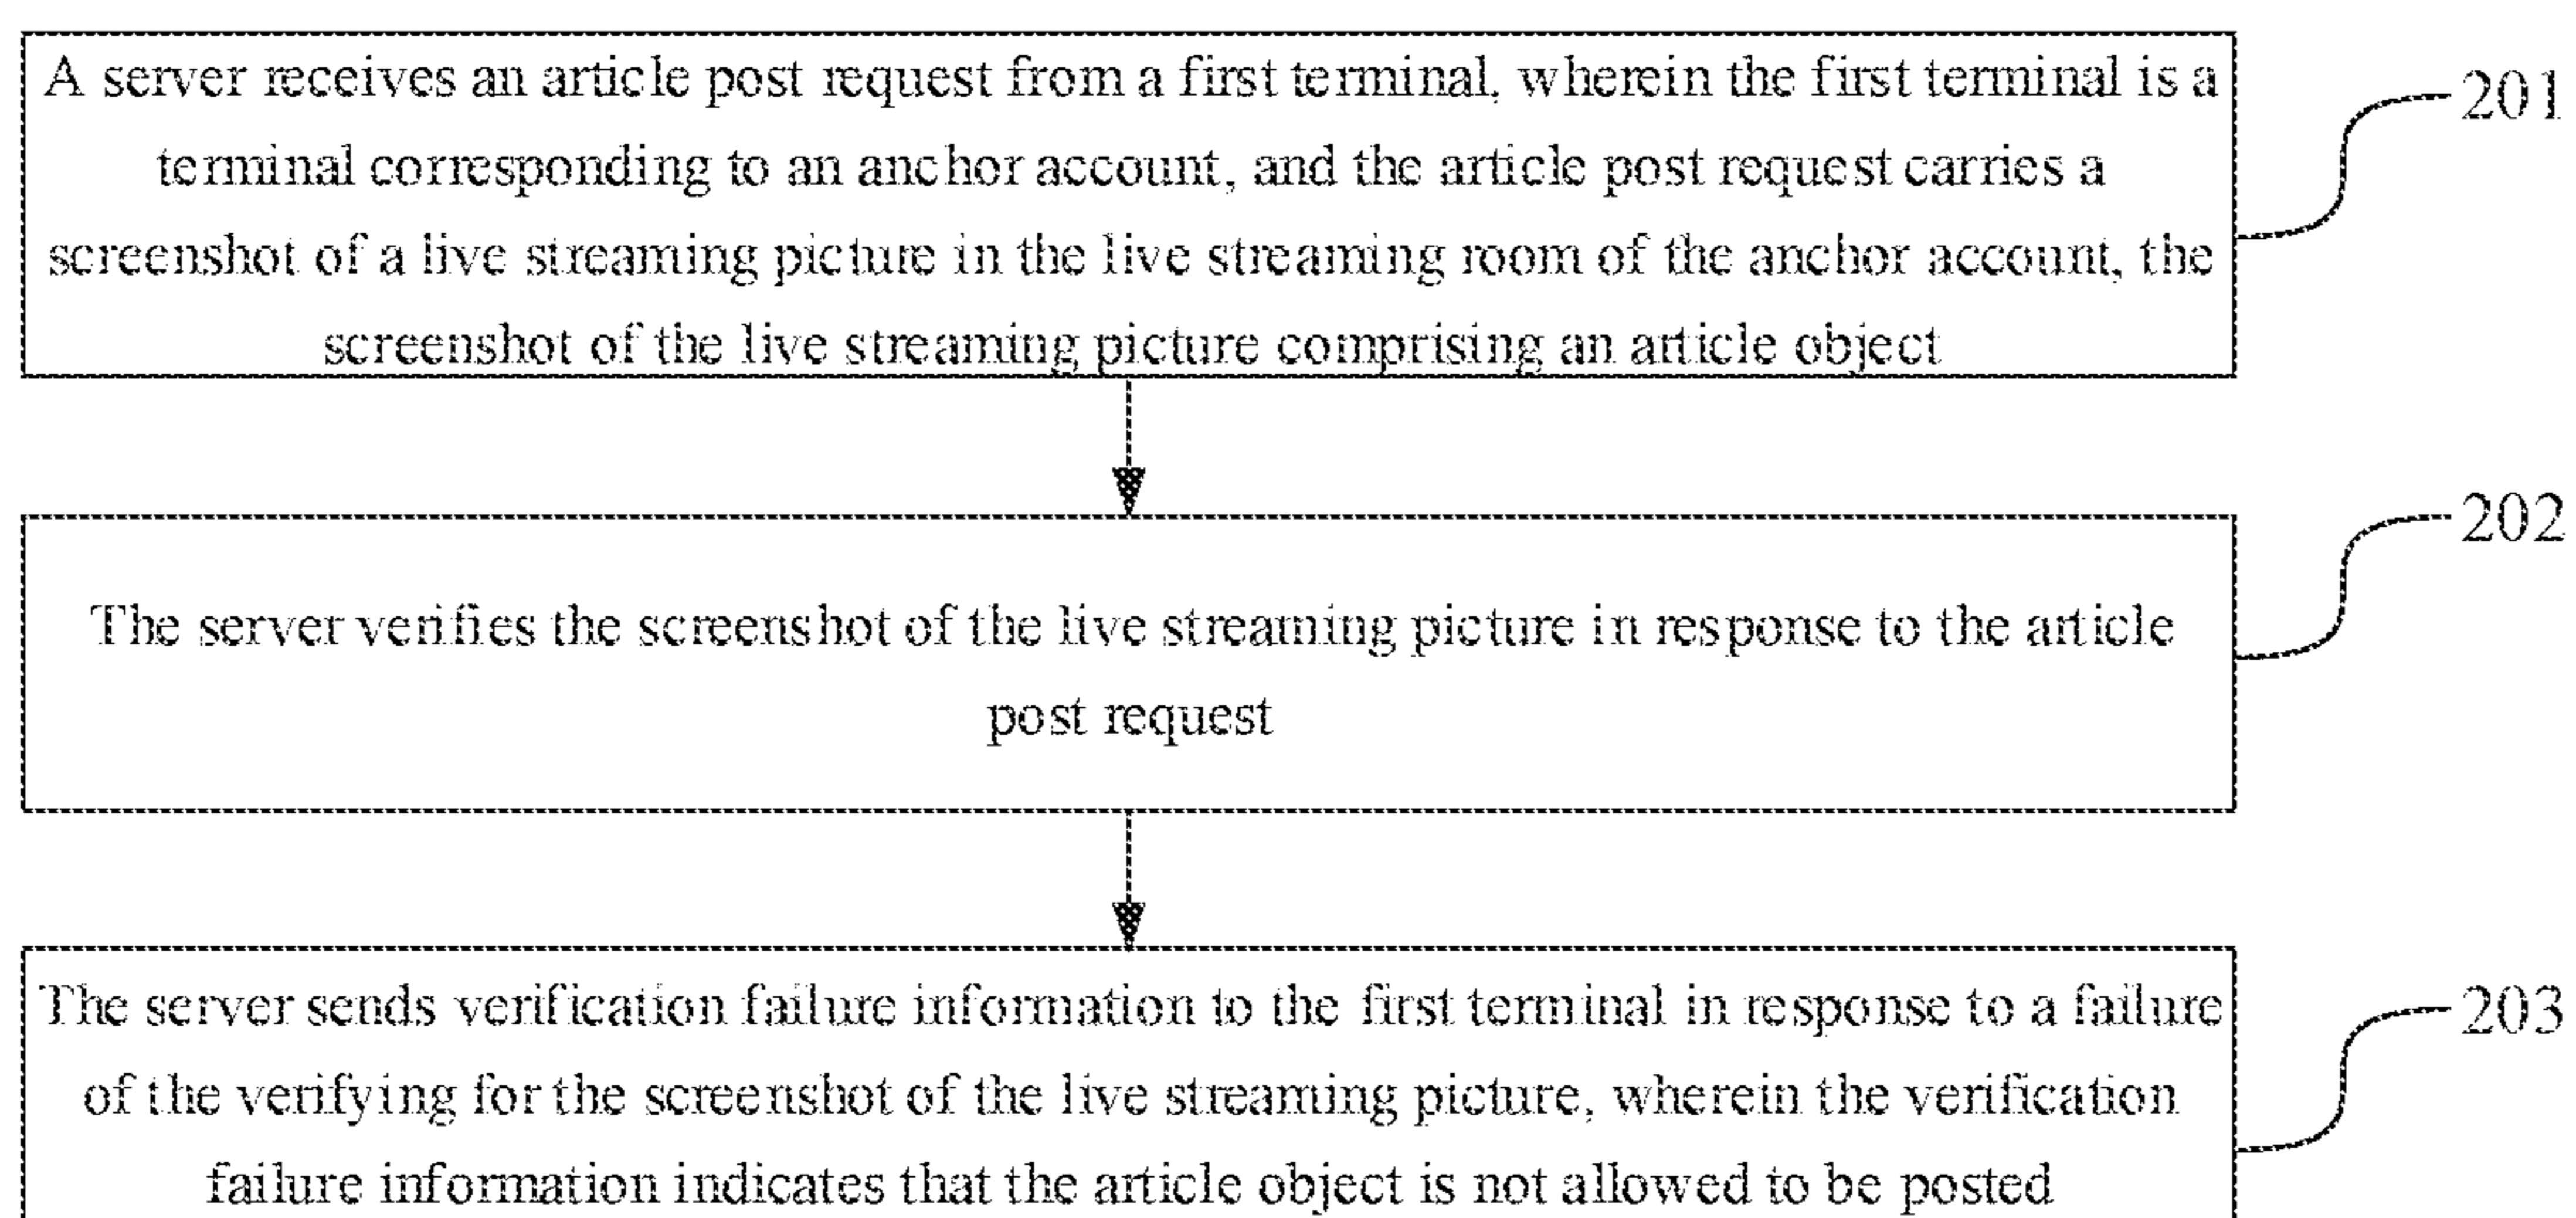 A server receives an article post request from a first terminal, wherein the first terminal is a
terminal corresponding to an anchor account, and the article post request carries a
screenshot of a live streaming picture in the live streaming room of the anchor account, the
screenshot of the live streaming picture comprising an article object
201
The server verifies the screenshot of the live streaming picture in response to the article
post request
202
The server sends verification failure information to the first terminal in response to a failure
of the verifying for the screenshot of the live streaming picture, wherein the verification
failure information indicates that the article object is not allowed to be posted
203